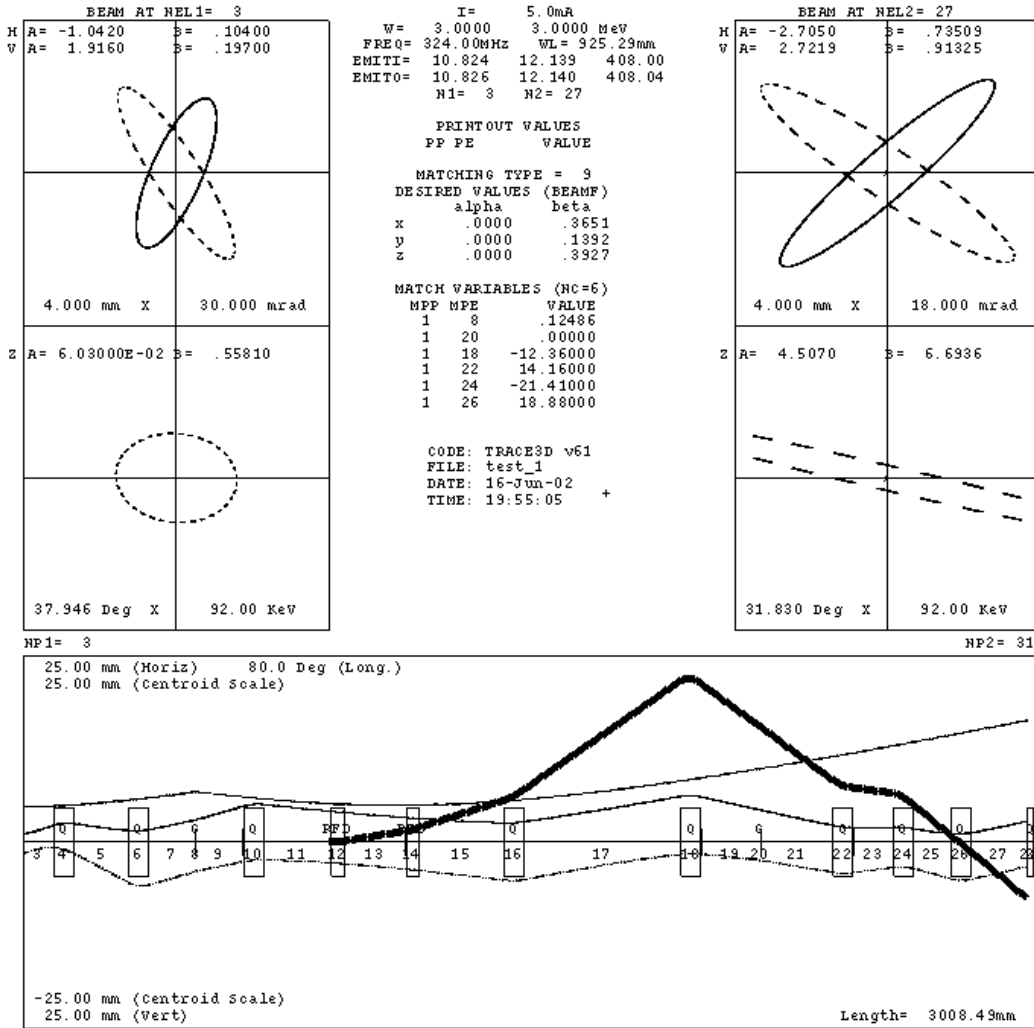 BEAM AT NEL1= 3
H A= -1.0420 B= .10400
V A= 1.9160 B= .19700
4.000 mm X 30.000 mrad
Z A= 6.03000E-02 B= .55810
37.946 Deg X 92.00 KeV
NP1= 3
I= 5.0mA
W= 3.0000 3.0000 MeV
FREQ= 324.00MHz WL= 925.29mm
EMITI= 10.824 12.139 408.00
EMITO= 10.826 12.140 408.04
N1= 3 N2= 27
PRINTOUT VALUES
PP PE VALUE
MATCHING TYPE = 9
DESIRED VALUES (BEAMF)
alpha beta
x .0000 .3651
y .0000 .1392
z .0000 .3927
MATCH VARIABLES (NC=6)
MPP MPE VALUE
1 8 .12486
1 20 .00000
1 18 -12.36000
1 22 14.16000
1 24 -21.41000
1 26 18.88000
CODE: TRACE3D v61
FILE: test_1
DATE: 16-Jun-02
TIME: 19:55:05
BEAM AT NEL2= 27
H A= -2.7050 B= .73509
V A= 2.7219 B= .91325
4.000 mm X 18.000 mrad
Z A= 4.5070 B= 6.6936
31.830 Deg X 92.00 KeV
NP2= 31
25.00 mm (Horiz) 80.0 Deg (Long.)
25.00 mm (Centroid Scale)
Q Q G Q RFD Q Q G Q Q Q Q
3 4 5 6 7 8 9 10 11 12 13 14 15 16 17 18 19 20 21 22 23 24 25 26 27
-25.00 mm (Centroid Scale)
25.00 mm (Vert)
Length= 3008.49mm